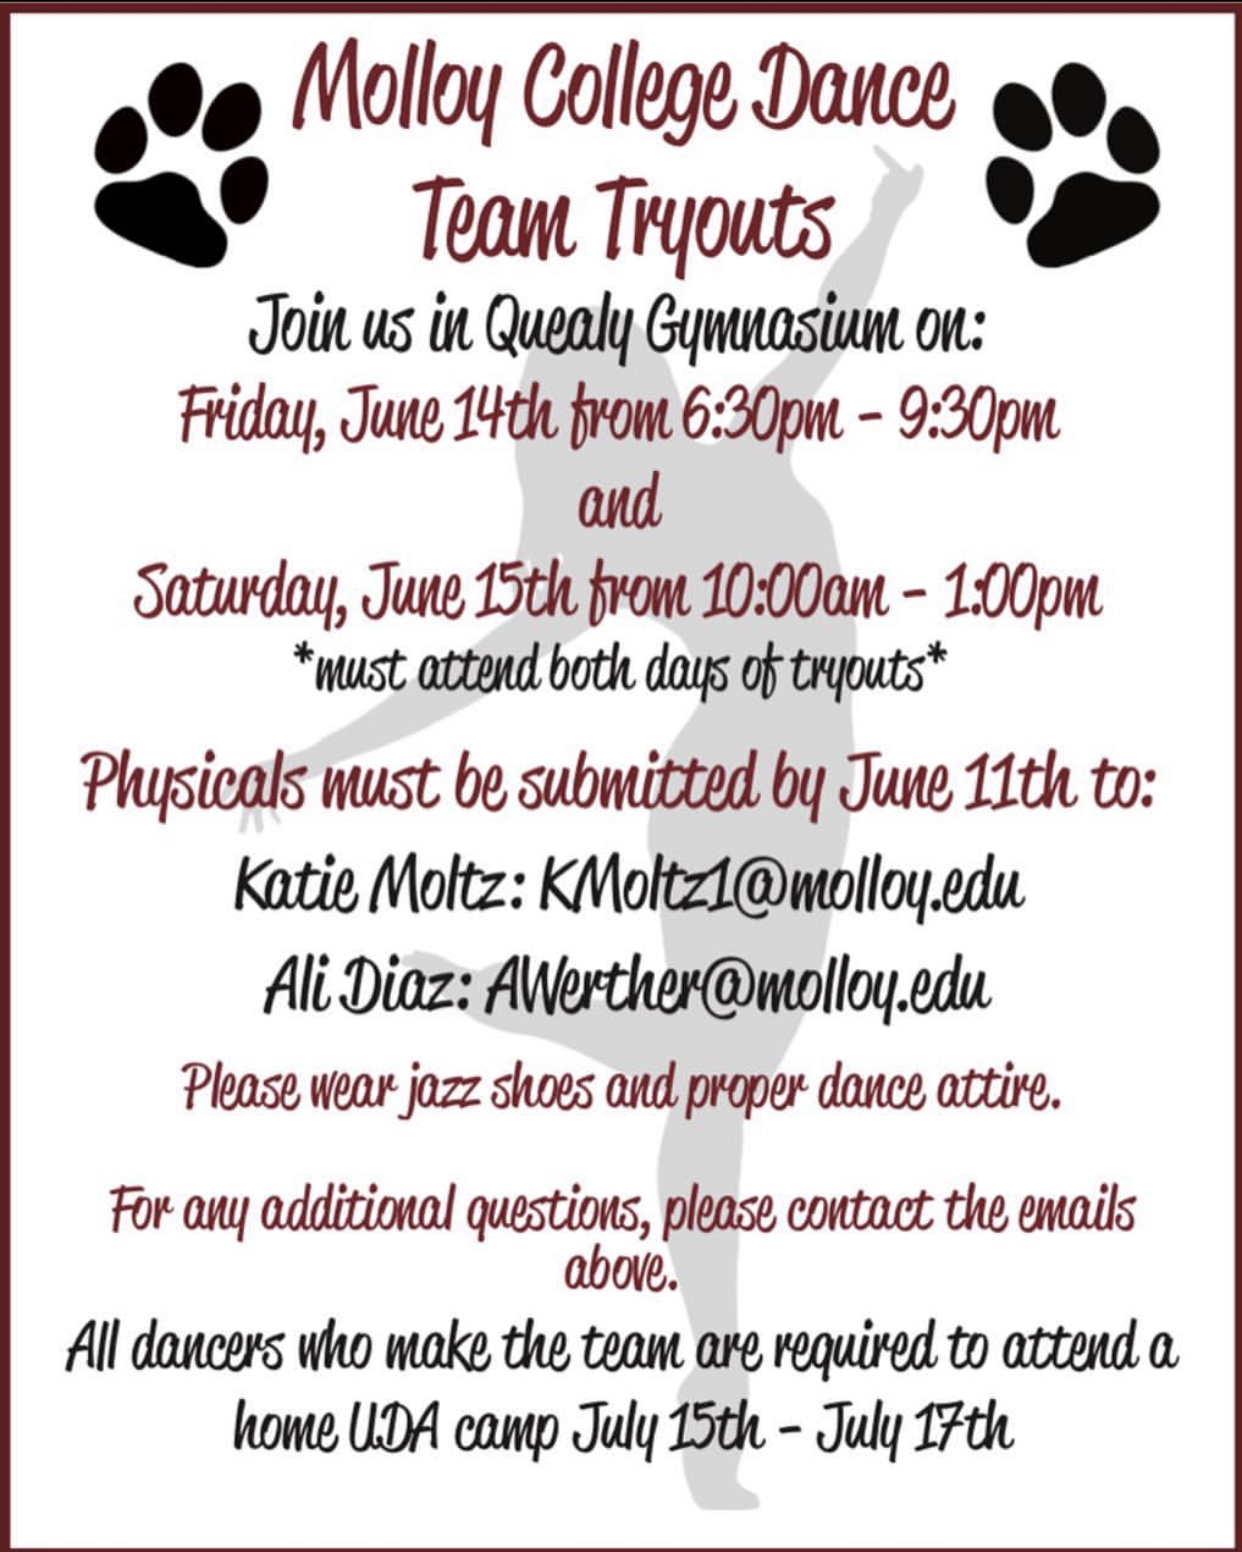 Molloy College Dance
Team Tryouts
Join us in Quealy Gymnasium on:
Friday, June 14th from 6:30pm - 9:30pm
and
Saturday, June 15th from 10:00am - 1:00pm
*must attend both days of tryouts*
Physicals must be submitted by June 11th to:
Katie Moltz: KMoltz1@molloy.edu
Ali Diaz: AWerther@molloy.edu
Please wear jazz shoes and proper dance attire.
For any additional questions, please contact the emails
above.
All dancers who make the team are required to attend a
home UDA camp July 15th - July 17th